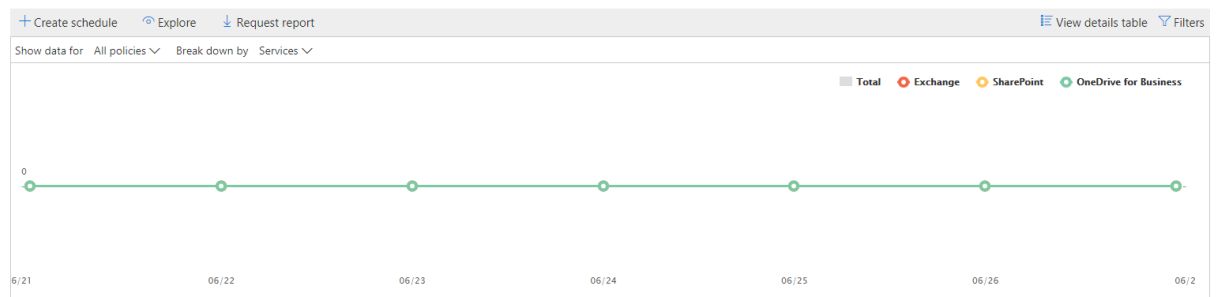 Create schedule Explore Request report View details table Filters
Show data for All policies Break down by Services
Total Exchange SharePoint OneDrive for Business
0
6/21 06/22 06/23 06/24 06/25 06/26 06/2